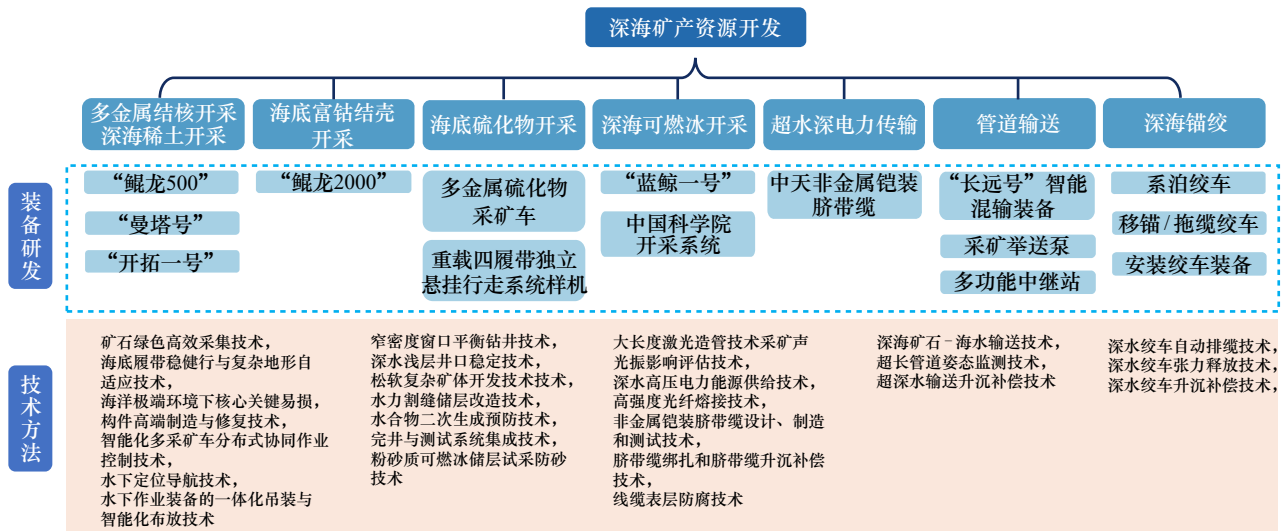 深海矿产资源开发
多金属结核开采
深海稀土开采
海底富钴结壳
开采
海底硫化物开采
深海可燃冰开采
超水深电力传输
管道输送
深海锚绞
装备研发
“鲲龙500”
“曼塔号”
“开拓一号”
“鲲龙2000”
多金属硫化物
采矿车
重载四履带独立
悬挂行走系统样机
“蓝鲸一号”
中国科学院
开采系统
中天非金属铠装
脐带缆
“长远号”智能
混输装备
采矿举送泵
多功能中继站
系泊绞车
移锚/拖缆绞车
安装绞车装备
技术方法
矿石绿色高效采集技术,
海底履带稳健行与复杂地形自
适应技术,
海洋极端环境下核心关键易损,
构件高端制造与修复技术,
智能化多采矿车分布式协同作业
控制技术,
水下定位导航技术,
水下作业装备的一体化吊装与
智能化布放技术
窄密度窗口平衡钻井技术,
深水浅层井口稳定技术,
松软复杂矿体开发技术技术,
水力割缝储层改造技术,
水合物二次生成预防技术,
完井与测试系统集成技术,
粉砂质可燃冰储层试采防砂
技术
大长度激光造管技术采矿声
光振影响评估技术,
深水高压电力能源供给技术,
高强度光纤熔接技术,
非金属铠装脐带缆设计、制造
和测试技术,
脐带缆绑扎和脐带缆升沉补偿
技术,
线缆表层防腐技术
深海矿石-海水输送技术,
超长管道姿态监测技术,
超深水输送升沉补偿技术
深水绞车自动排缆技术,
深水绞车张力释放技术,
深水绞车升沉补偿技术,